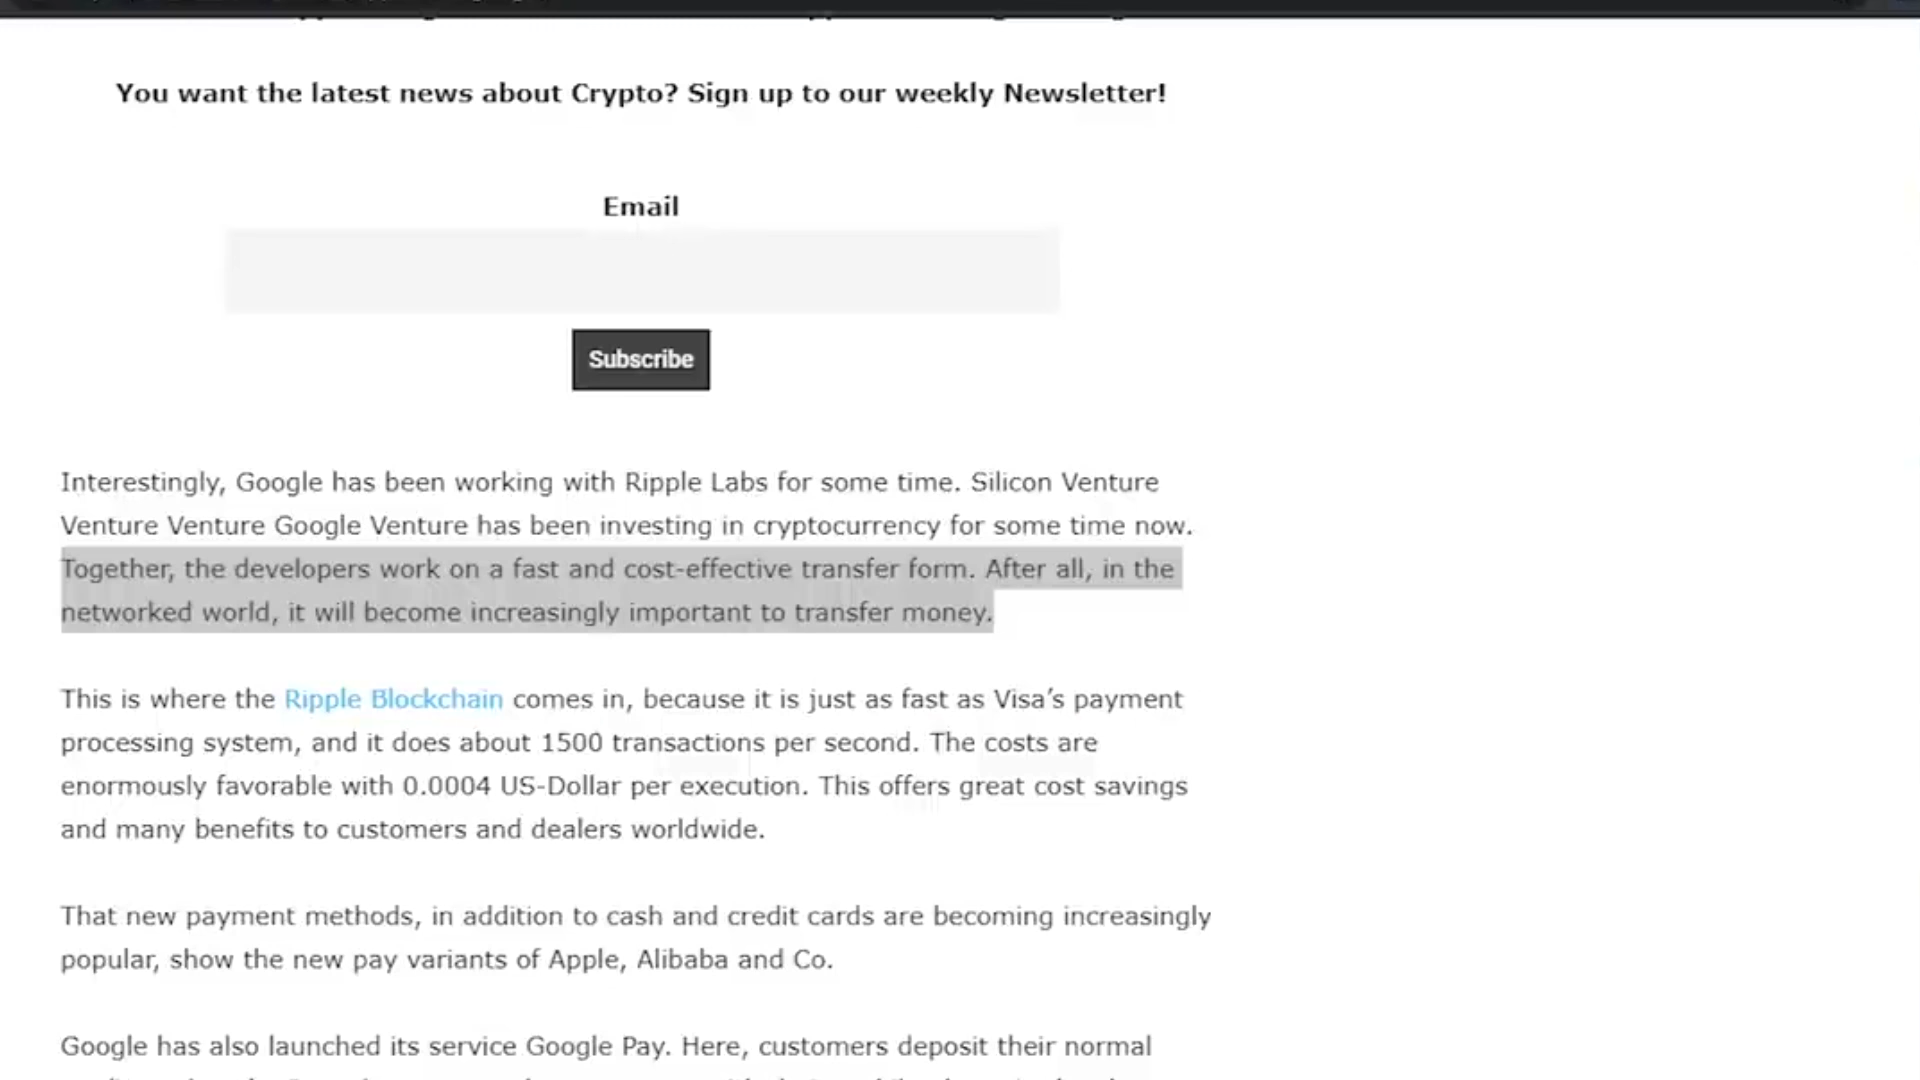 You want the latest news about Crypto? Sign up to our weekly Newsletter!
Email
Subscribe
Interestingly, Google has been working with Ripple Labs for some time. Silicon Venture
Venture Venture Google Venture has been investing in cryptocurrency for some time now.
Together, the developers work on a fast and cost-effective transfer form. After all, in the
networked world, it will become increasingly important to transfer money.
This is where the Ripple Blockchain comes in, because it is just as fast as Visa’s payment
processing system, and it does about 1500 transactions per second. The costs are
enormously favorable with 0.0004 US-Dollar per execution. This offers great cost savings
and many benefits to customers and dealers worldwide.
That new payment methods, in addition to cash and credit cards are becoming increasingly
popular, show the new pay variants of Apple, Alibaba and Co.
Google has also launched its service Google Pay. Here, customers deposit their normal